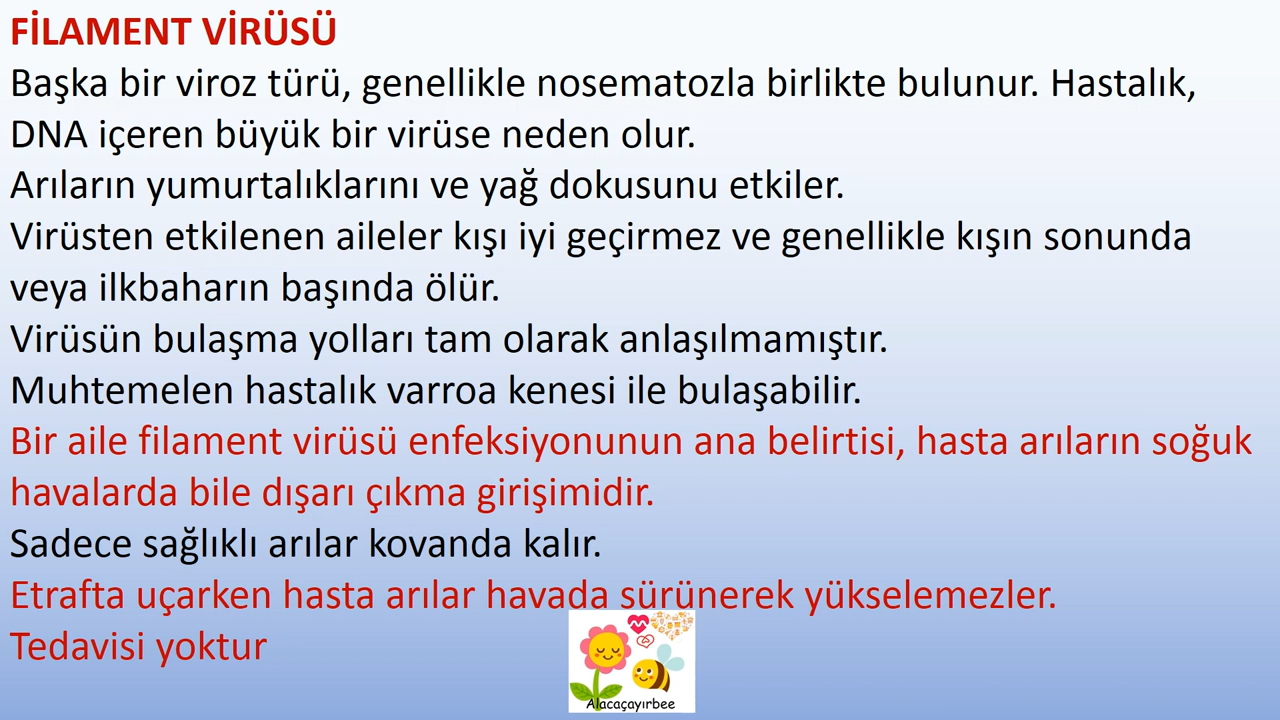 FİLAMENT VİRÜSÜ
Başka bir viroz türü, genellikle nosematozla birlikte bulunur. Hastalık,
DNA içeren büyük bir virüse neden olur.
Arıların yumurtalıklarını ve yağ dokusunu etkiler.
Virüsten etkilenen aileler kışı iyi geçirmez ve genellikle kışın sonunda
veya ilkbaharın başında ölür.
Virüsün bulaşma yolları tam olarak anlaşılmamıştır.
Muhtemelen hastalık varroa kenesi ile bulaşabilir.
Bir aile filament virüsü enfeksiyonunun ana belirtisi, hasta arıların soğuk
havalarda bile dışarı çıkma girişimidir.
Sadece sağlıklı arılar kovanda kalır.
Etrafta uçarken hasta arılar havada sürünerek yükselemezler.
Tedavisi yoktur
Alacaçayırbee